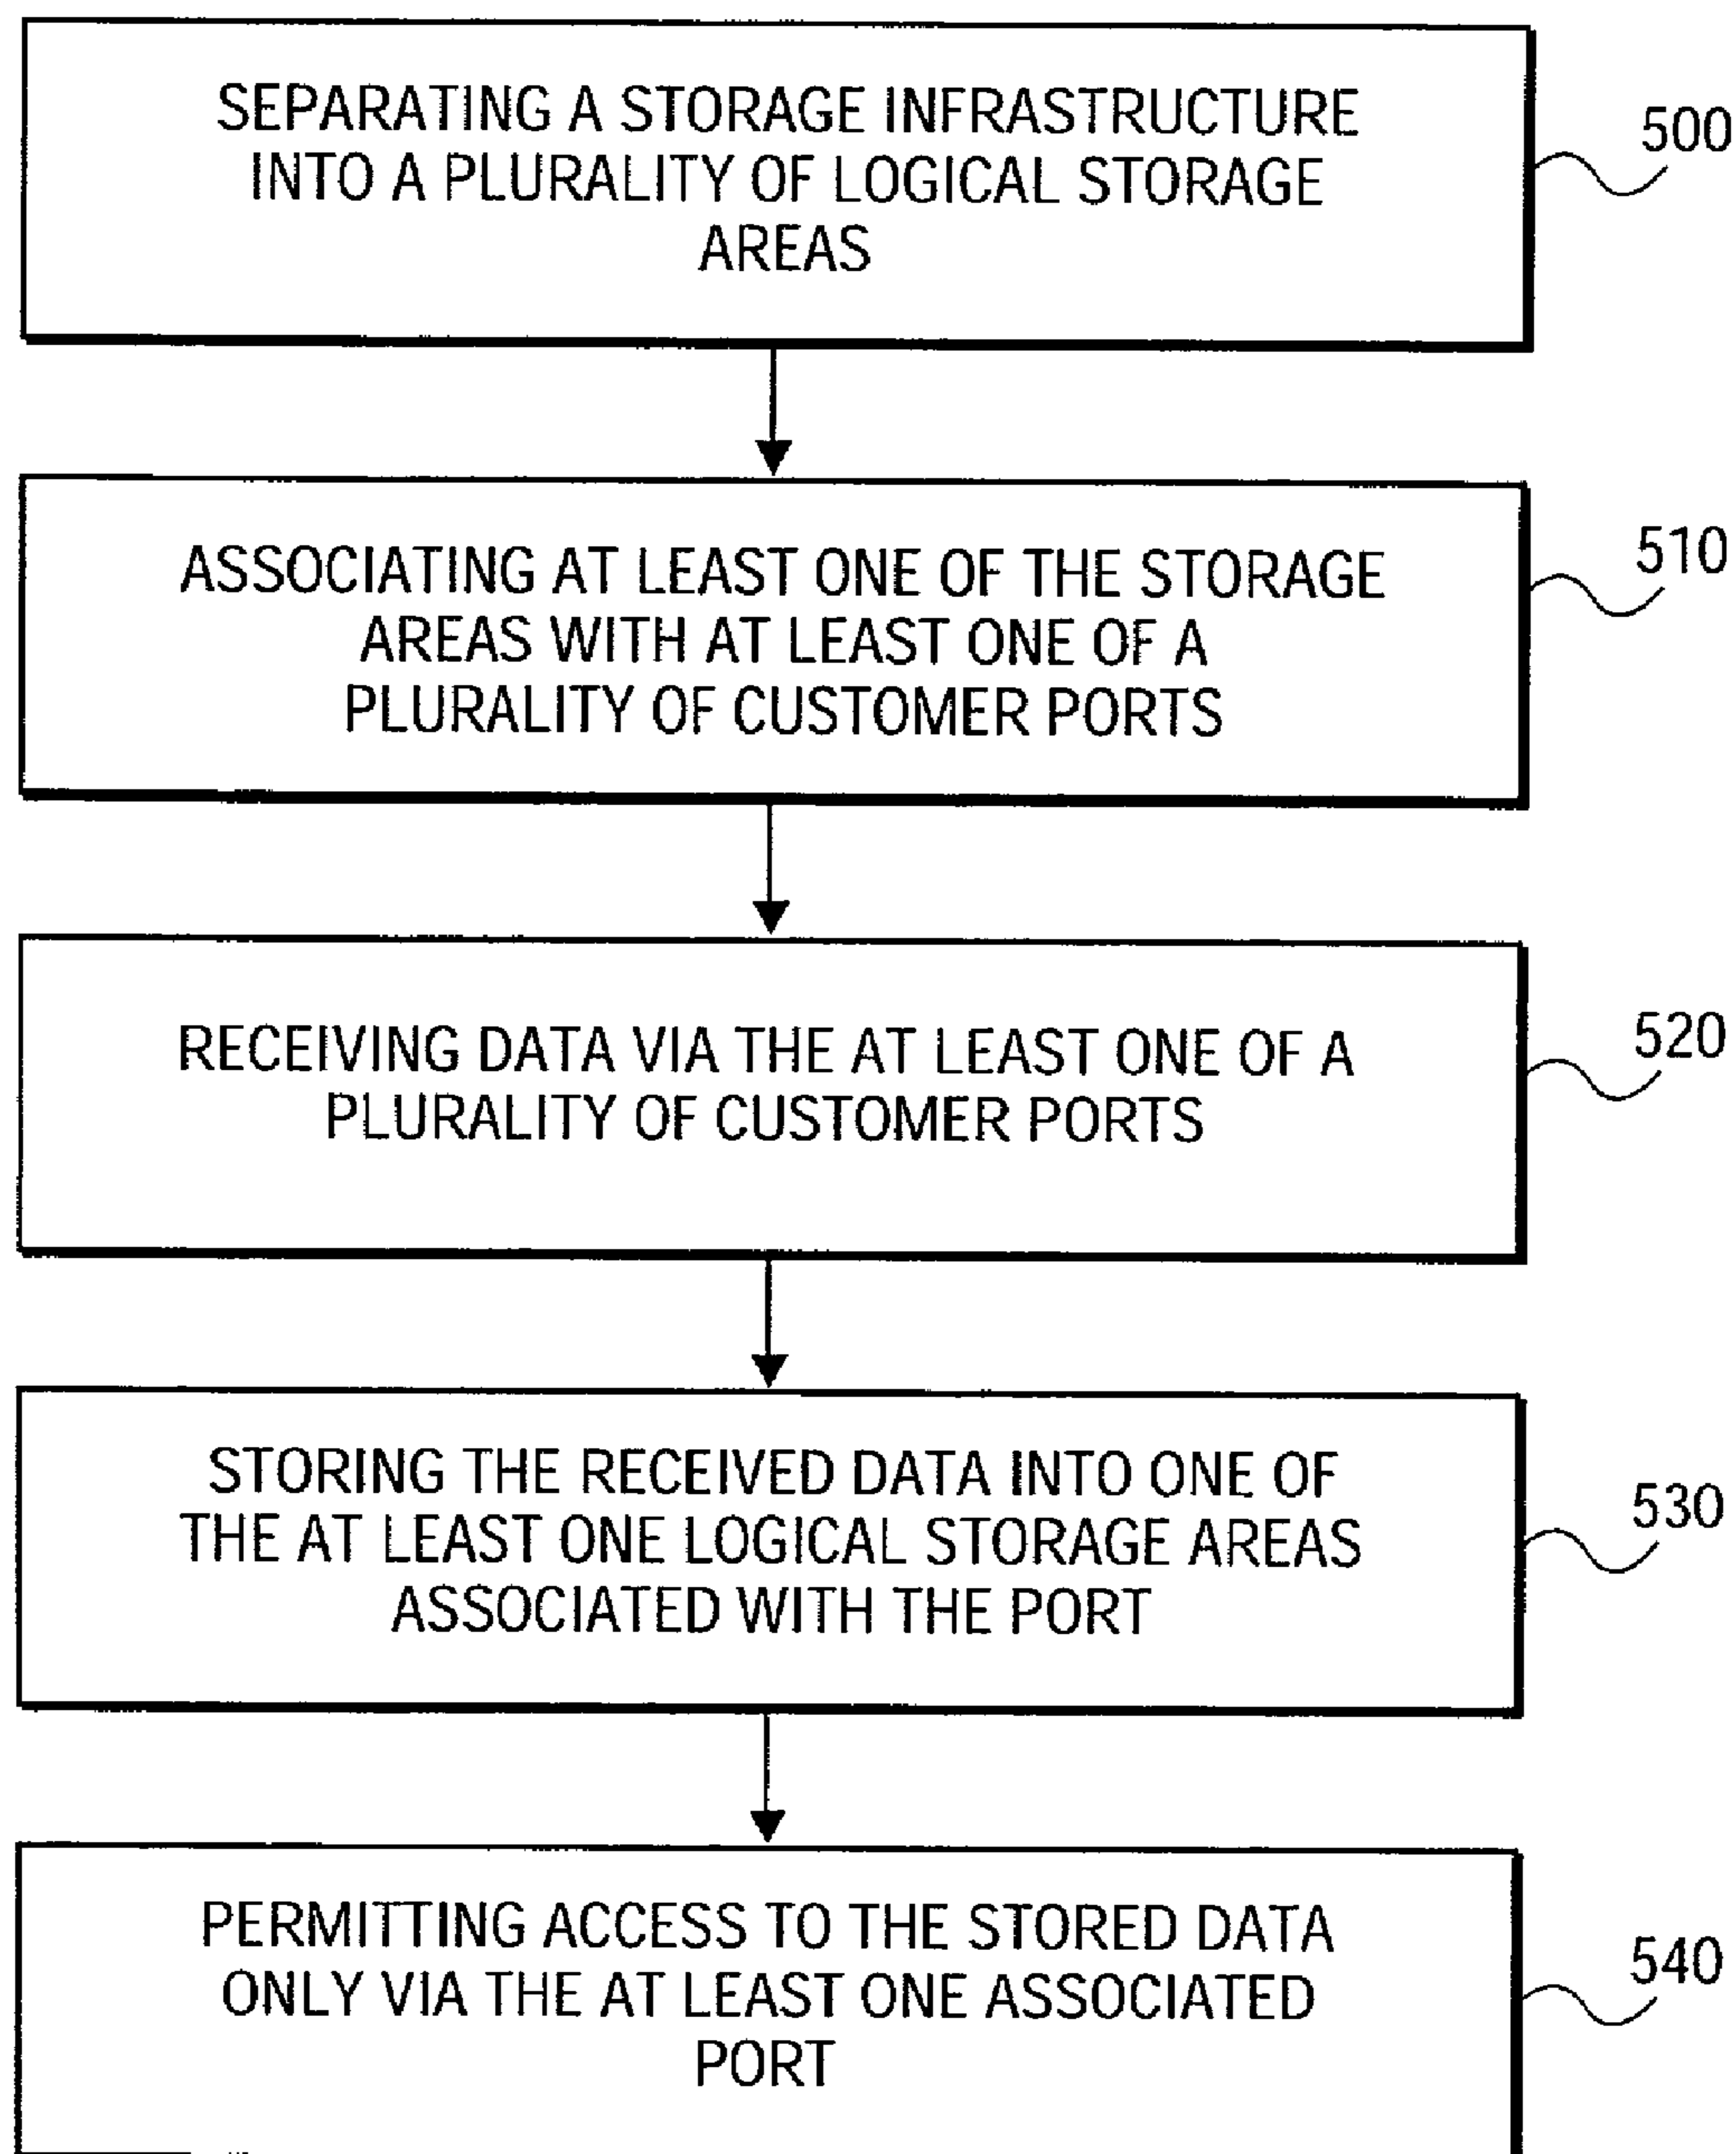 SEPARATING A STORAGE INFRASTRUCTURE
INTO A PLURALITY OF LOGICAL STORAGE
AREAS
500
ASSOCIATING AT LEAST ONE OF THE STORAGE
AREAS WITH AT LEAST ONE OF A
PLURALITY OF CUSTOMER PORTS
510
RECEIVING DATA VIA THE AT LEAST ONE OF A
PLURALITY OF CUSTOMER PORTS
520
STORING THE RECEIVED DATA INTO ONE OF
THE AT LEAST ONE LOGICAL STORAGE AREAS
ASSOCIATED WITH THE PORT
530
PERMITTING ACCESS TO THE STORED DATA
ONLY VIA THE AT LEAST ONE ASSOCIATED
PORT
540